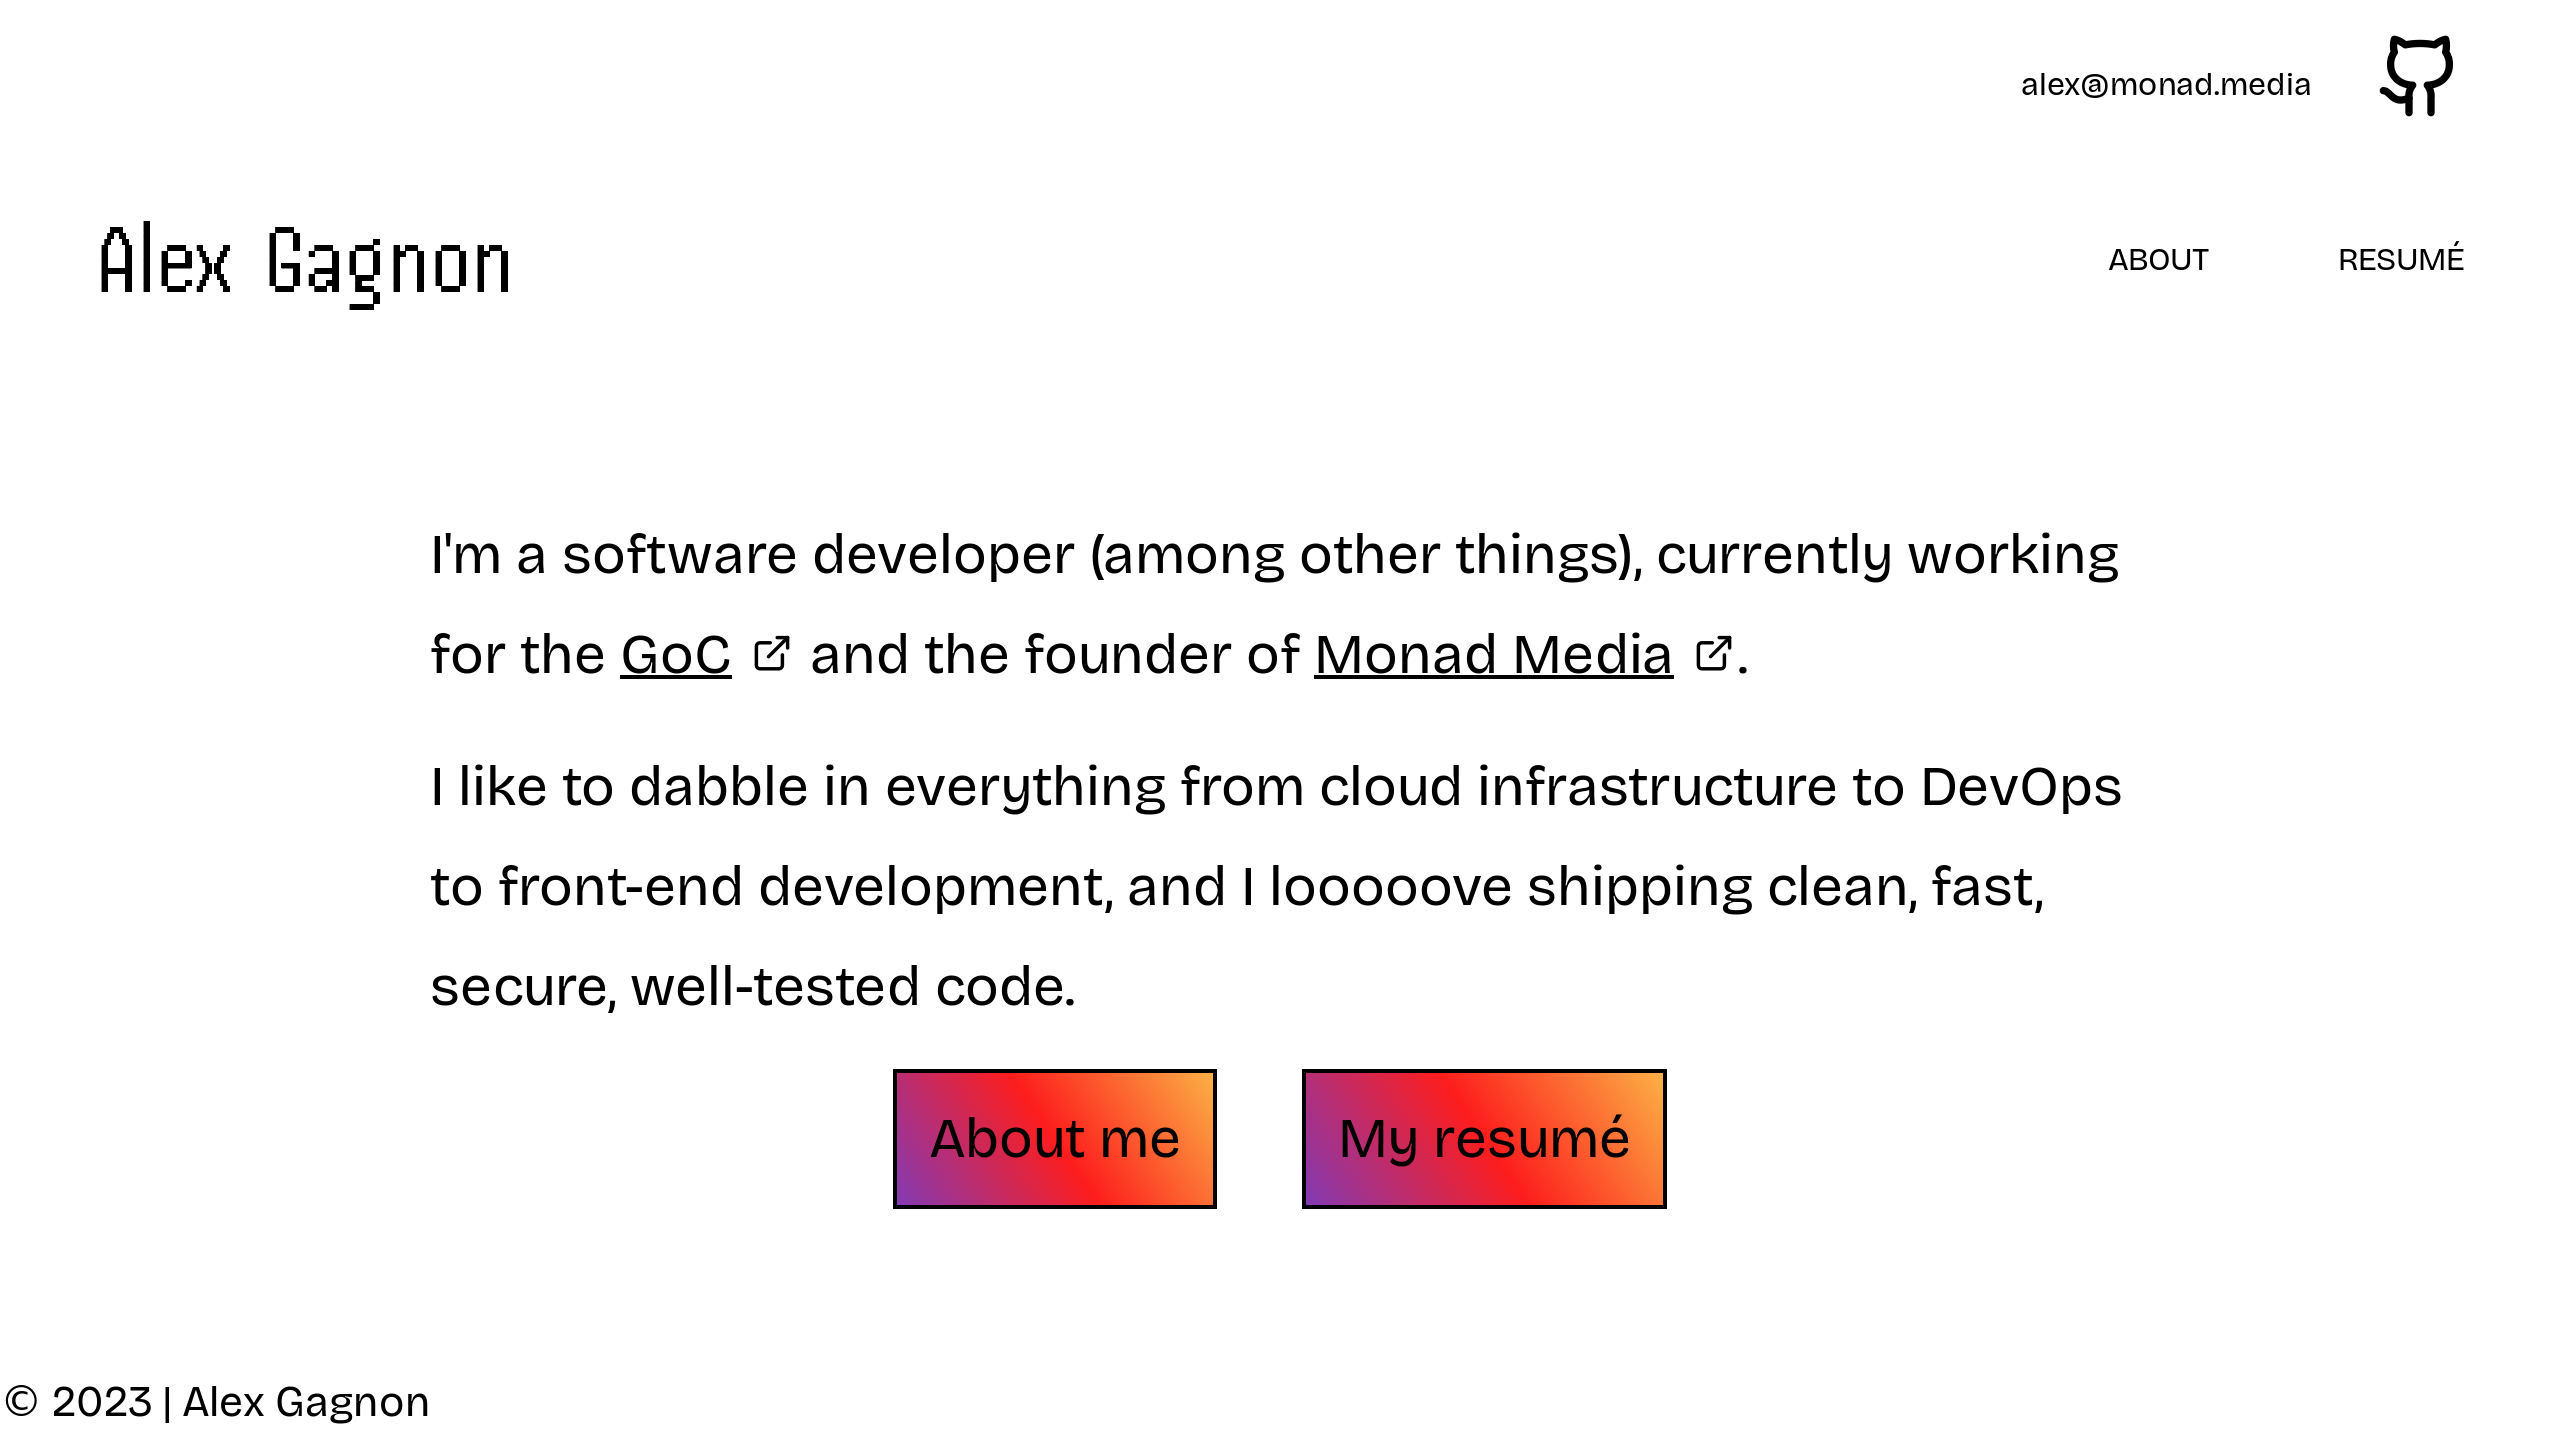 alex@monad.media
Alex Gagnon
ABOUT
RESUMÉ
I'm a software developer (among other things), currently working
for the GoC and the founder of Monad Media .
I like to dabble in everything from cloud infrastructure to DevOps
to front-end development, and I looooove shipping clean, fast,
secure, well-tested code.
About me
My resumé
© 2023 | Alex Gagnon